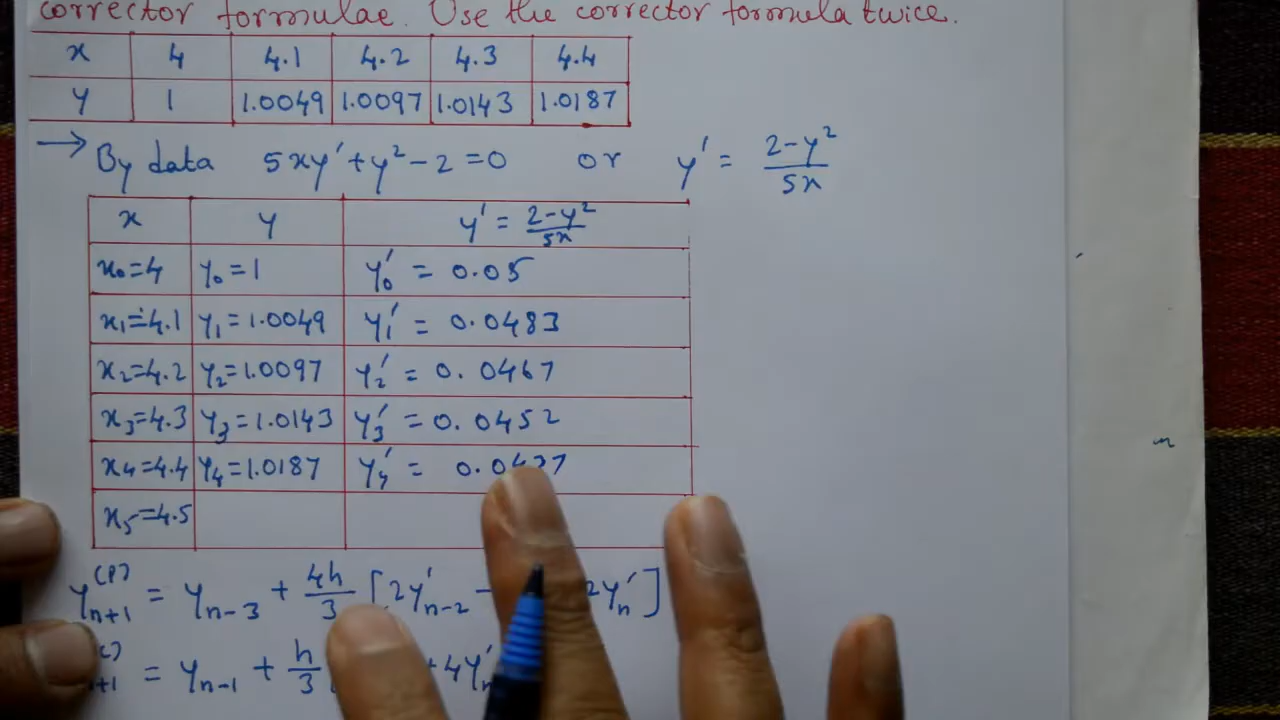 corrector formulae. Use the corrector formula twice.
x 4 4.1 4.2 4.3 4.4
y 1 1.0049 1.0097 1.0143 1.0187
→ By data 5xy' + y² - 2 = 0 or y' = (2-y²)/5x
x y y' = (2-y²)/5x
x₀=4 y₀=1 y₀' = 0.05
x₁=4.1 y₁=1.0049 y₁' = 0.0483
x₂=4.2 y₂=1.0097 y₂' = 0.0467
x₃=4.3 y₃=1.0143 y₃' = 0.0452
x₄=4.4 y₄=1.0187 y₄' = 0.0437
x₅=4.5
y⁽ᴾ⁾ₙ₊₁ = yₙ₋₃ + 4h/3 [2y'ₙ₋₂ - 2y'ₙ]
= yₙ₋₁ + h/3 + 4y'ₙ